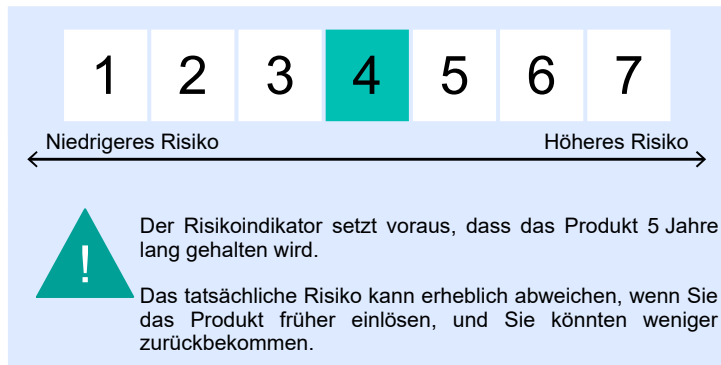 1 2 3 4 5 6 7
Niedrigeres Risiko Höheres Risiko
!
Der Risikoindikator setzt voraus, dass das Produkt 5 Jahre
lang gehalten wird.
Das tatsächliche Risiko kann erheblich abweichen, wenn Sie
das Produkt früher einlösen, und Sie könnten weniger
zurückbekommen.